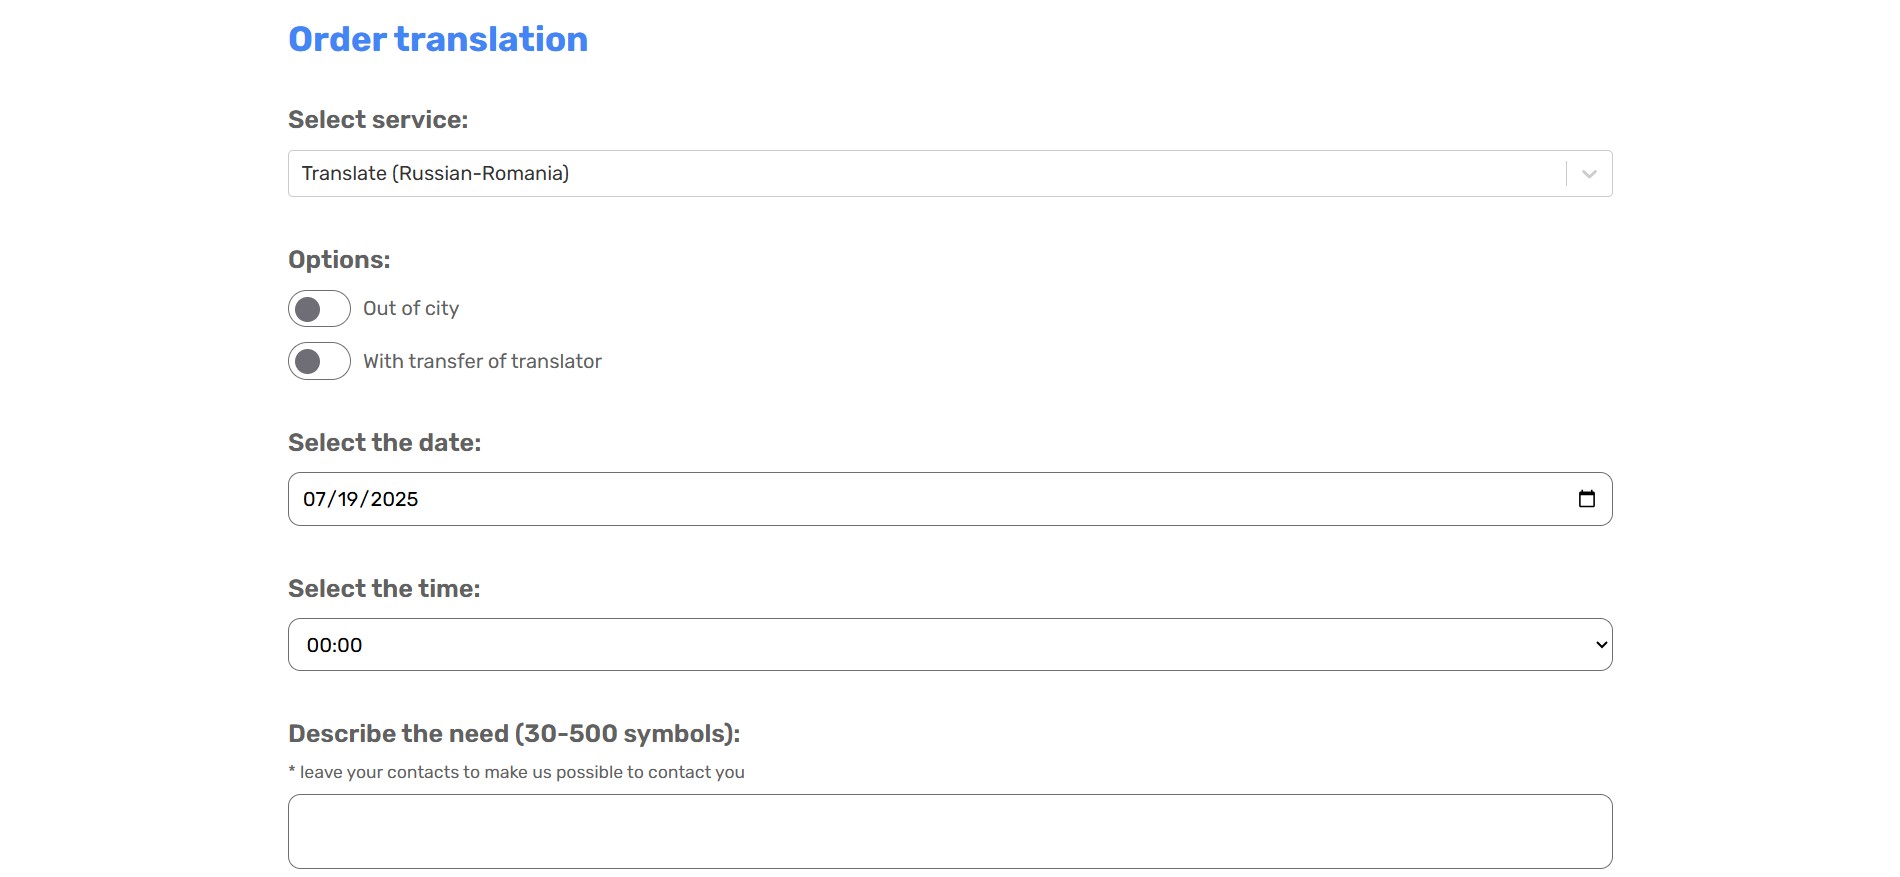 Order translation
Select service:
Translate (Russian-Romania)
Options:
Out of city
With transfer of translator
Select the date:
07/19/2025
Select the time:
00:00
Describe the need (30-500 symbols):
* leave your contacts to make us possible to contact you